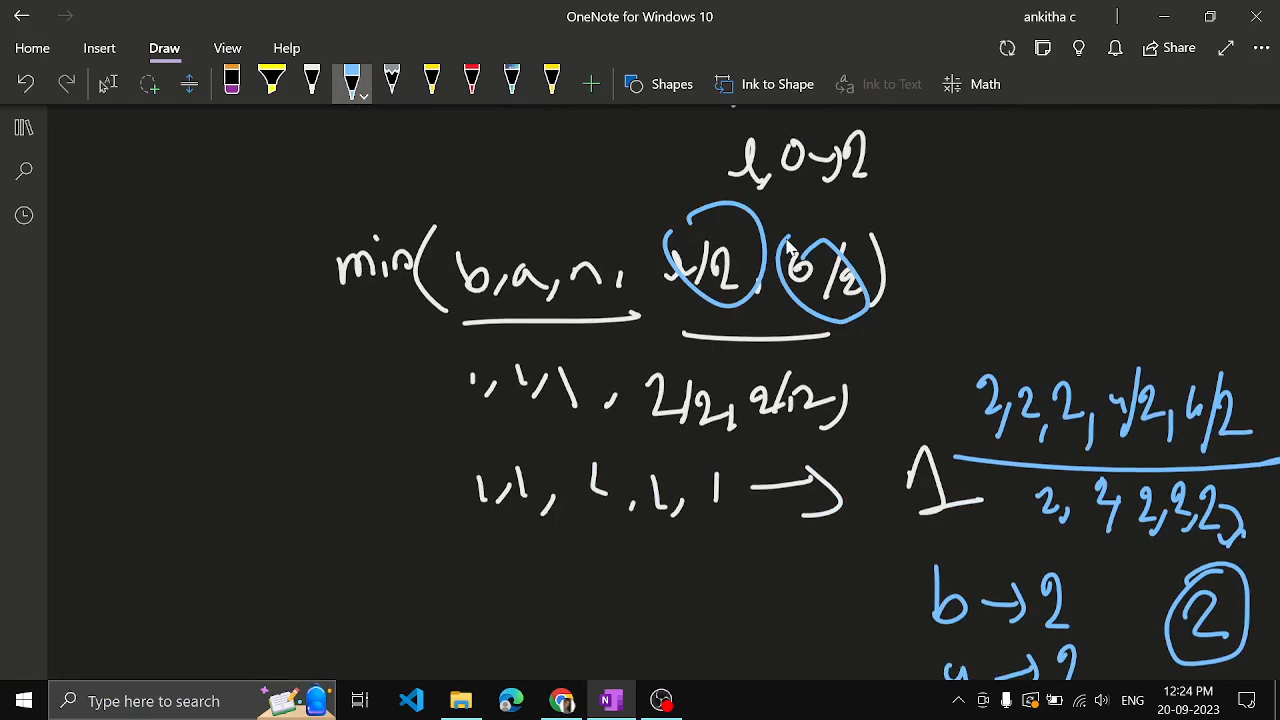 OneNote for Windows 10
ankitha c
Home Insert Draw View Help
Share
Shapes
Ink to Shape
Ink to Text
Math
l, 0→2
min(b,a,n, l/2, o/2)
1, 1, 1, 2/2, 2/2)
1,1, 1, 1, 1 → 1
2,2,2, 4/2, 4/2
2, 2, 2,2,2)
b→2
2
a→2
Type here to search
ENG
12:24 PM
20-09-2023